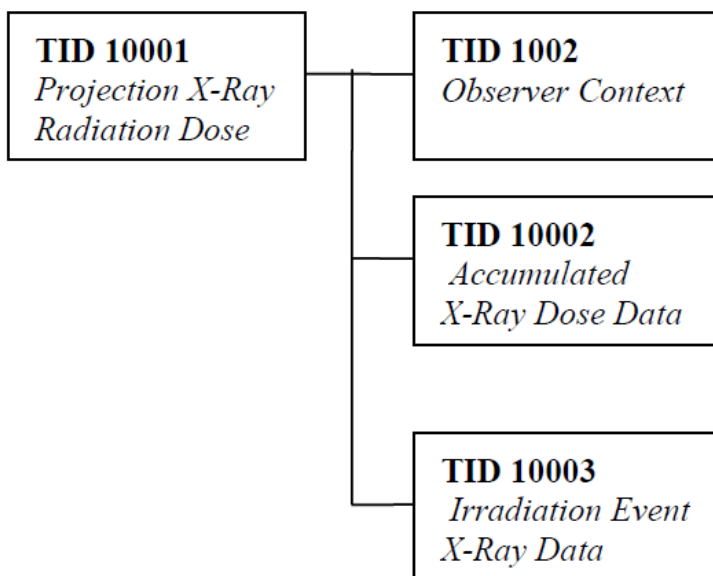 TID 10001
Projection X-Ray
Radiation Dose
TID 1002
Observer Context
TID 10002
Accumulated
X-Ray Dose Data
TID 10003
Irradiation Event
X-Ray Data